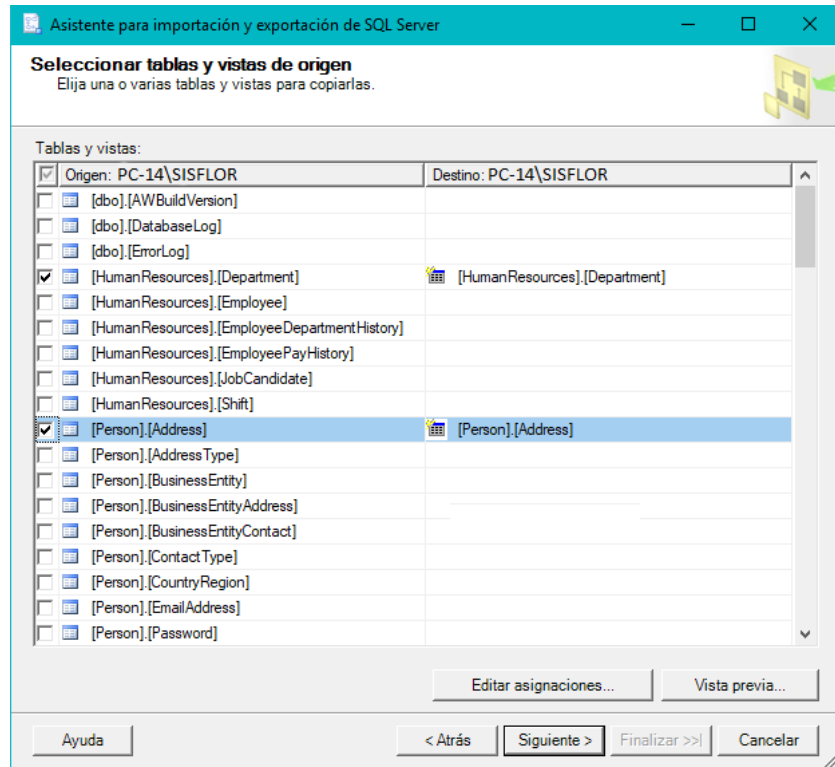 Asistente para importación y exportación de SQL Server
Seleccionar tablas y vistas de origen
Elija una o varias tablas y vistas para copiarlas.
Tablas y vistas:
Origen: PC-14\SISFLOR Destino: PC-14\SISFLOR
[dbo].[AWBuildVersion]
[dbo].[DatabaseLog]
[dbo].[ErrorLog]
[HumanResources].[Department] [HumanResources].[Department]
[HumanResources].[Employee]
[HumanResources].[EmployeeDepartmentHistory]
[HumanResources].[EmployeePayHistory]
[HumanResources].[JobCandidate]
[HumanResources].[Shift]
[Person].[Address] [Person].[Address]
[Person].[AddressType]
[Person].[BusinessEntity]
[Person].[BusinessEntityAddress]
[Person].[BusinessEntityContact]
[Person].[ContactType]
[Person].[CountryRegion]
[Person].[EmailAddress]
[Person].[Password]
Editar asignaciones... Vista previa...
Ayuda < Atrás Siguiente > Finalizar >>| Cancelar